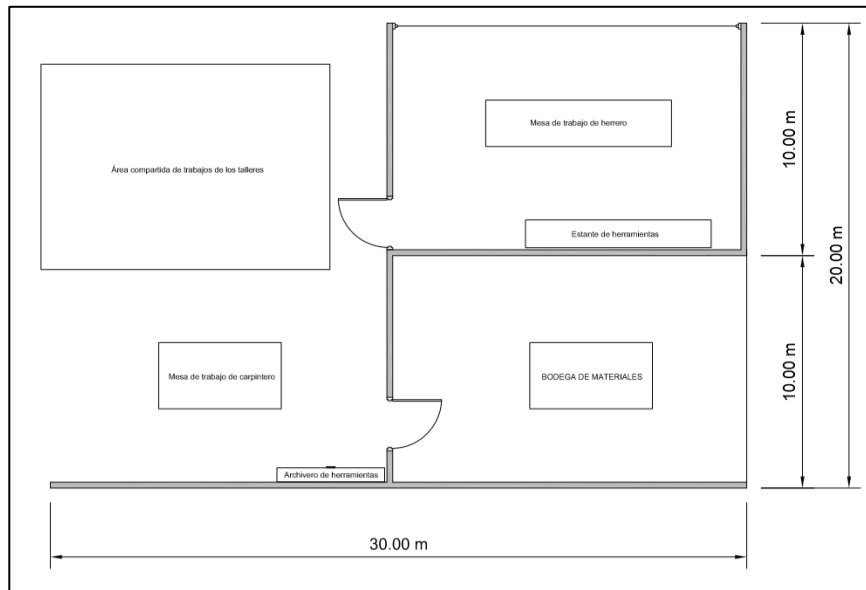 Mesa de trabajo de herrero
Área compartida de trabajos de los talleres
Estante de herramientas
10.00 m
20.00 m
Mesa de trabajo de carpintero
BODEGA DE MATERIALES
10.00 m
Archivero de herramientas
30.00 m